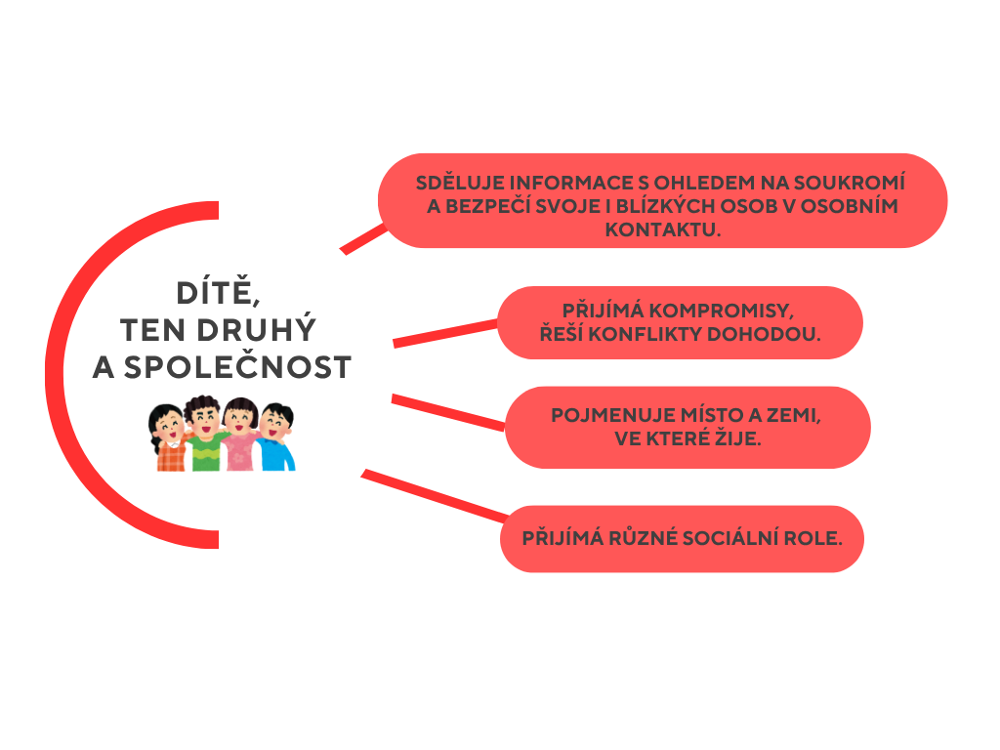 DÍTĚ,
TEN DRUHÝ
A SPOLEČNOST
SDĚLUJE INFORMACE S OHLEDEM NA SOUKROMÍ
A BEZPEČÍ SVOJE I BLÍZKÝCH OSOB V OSOBNÍM
KONTAKTU.
PŘIJÍMÁ KOMPROMISY,
ŘEŠÍ KONFLIKTY DOHODOU.
POJMENUJE MÍSTO A ZEMI,
VE KTERÉ ŽIJE.
PŘIJÍMÁ RŮZNÉ SOCIÁLNÍ ROLE.